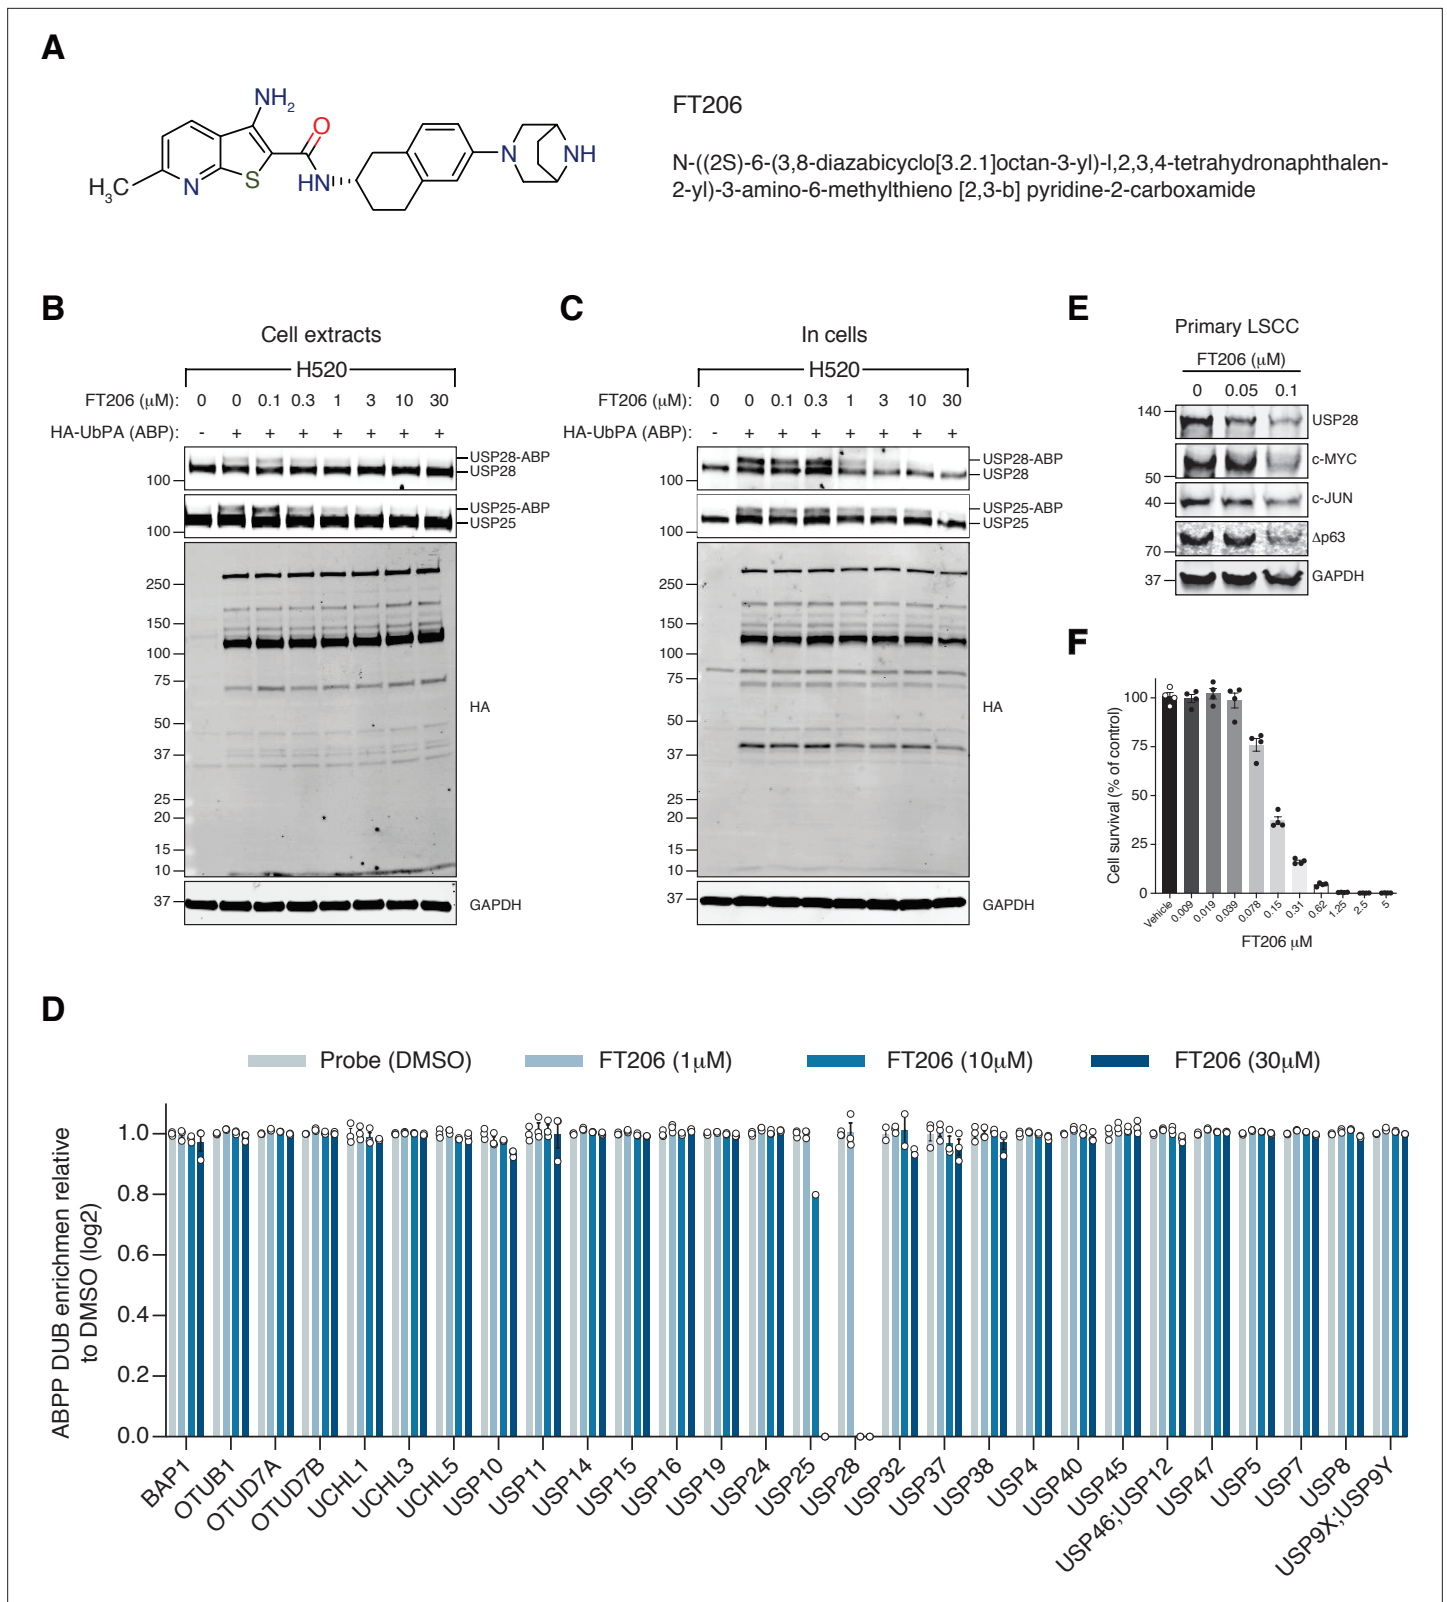 A
NH2
O
H3C
N
S
HN
N
NH
FT206
N-((2S)-6-(3,8-diazabicyclo[3.2.1]octan-3-yl)-l,2,3,4-tetrahydronaphthalen-
2-yl)-3-amino-6-methylthieno [2,3-b] pyridine-2-carboxamide
B
Cell extracts
H520
FT206 (μM): 0 0 0.1 0.3 1 3 10 30
HA-UbPA (ABP): - + + + + + + +
USP28-ABP
USP28
100
USP25-ABP
USP25
100
250
150
100
75
50
37
25
20
15
10
HA
37
GAPDH
C
In cells
H520
FT206 (μM): 0 0 0.1 0.3 1 3 10 30
HA-UbPA (ABP): - + + + + + + +
USP28-ABP
USP28
100
USP25-ABP
USP25
100
250
150
100
75
50
37
25
20
15
10
HA
37
GAPDH
E
Primary LSCC
FT206 (μM)
0 0.05 0.1
140
USP28
c-MYC
50
40
c-JUN
Δp63
70
37
GAPDH
F
Cell survival (% of control)
100
75
50
25
0
Vehicle 0.009 0.019 0.039 0.078 0.15 0.31 0.62 1.25 2.5 5
FT206 μM
D
Probe (DMSO) FT206 (1μM) FT206 (10μM) FT206 (30μM)
ABPP DUB enrichmen relative
to DMSO (log2)
1.0
0.8
0.6
0.4
0.2
0.0
BAP1 OTUB1 OTUD7A OTUD7B UCHL1 UCHL3 UCHL5 USP10 USP11 USP14 USP15 USP16 USP19 USP24 USP25 USP28 USP32 USP37 USP38 USP4 USP40 USP45 USP46;USP12 USP47 USP5 USP7 USP8 USP9X;USP9Y